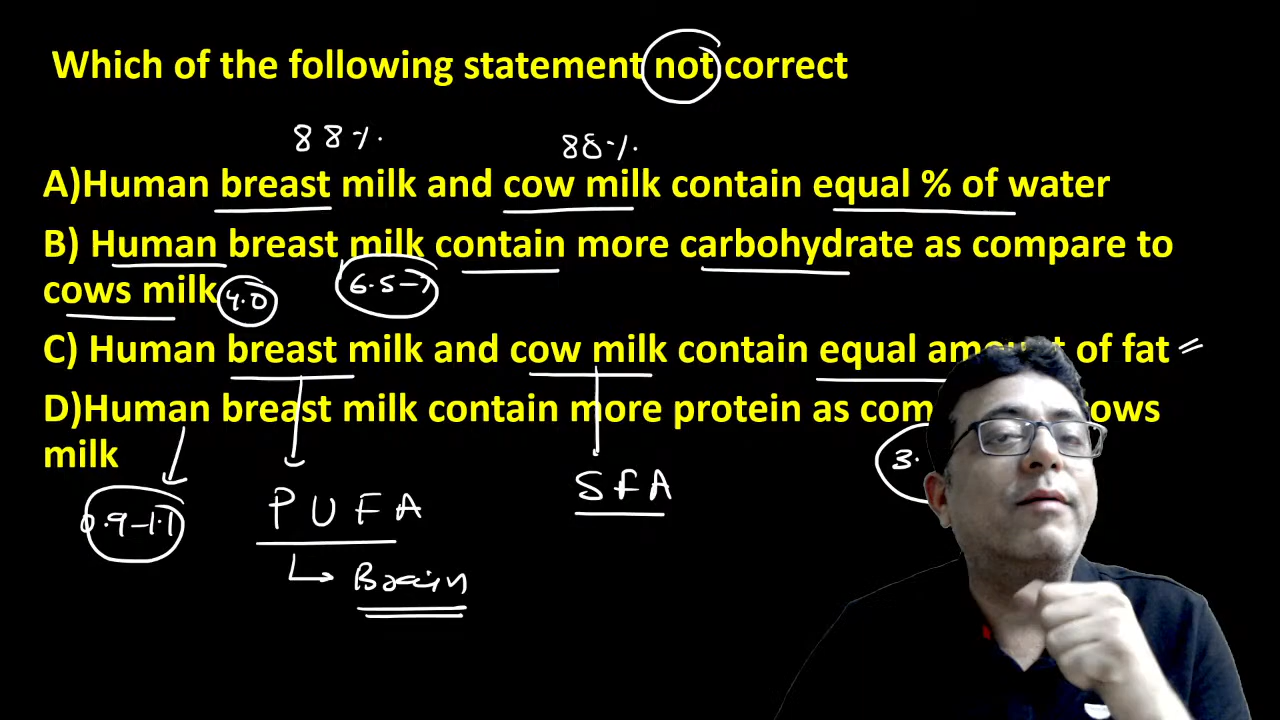 Which of the following statement not correct
88%. 88%.
A)Human breast milk and cow milk contain equal % of water
B) Human breast milk contain more carbohydrate as compare to
cows milk 4.0 6.5-7
C) Human breast milk and cow milk contain equal of fat
D)Human breast milk contain more protein as cows
milk 3.
0.9-1.1 PUFA SFA
Brain